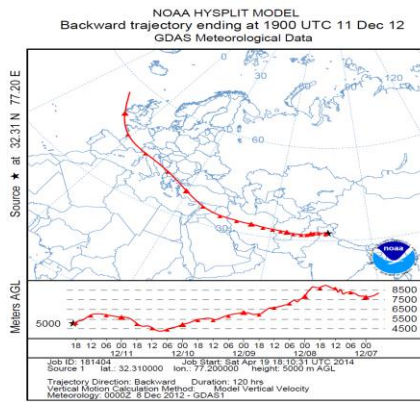 NOAA HYSPLIT MODEL
Backward trajectory ending at 1900 UTC 11 Dec 12
GDAS Meteorological Data
Source ★ at 32.31 N 77.20 E
0
30
60
90
120
30
noaa
Meters AGL
5000
8500
7500
6500
5500
4500
18 12 06 00 18 12 06 00 18 12 06 00 18 12 06 00 18 12 06 00
12/11 12/10 12/09 12/08 12/07
Job ID: 181404 Job Start: Sat Apr 19 18:10:31 UTC 2014
Source 1 lat.: 32.310000 lon.: 77.200000 height: 5000 m AGL
Trajectory Direction: Backward Duration: 120 hrs
Vertical Motion Calculation Method: Model Vertical Velocity
Meteorology: 0000Z 8 Dec 2012 - GDAS1